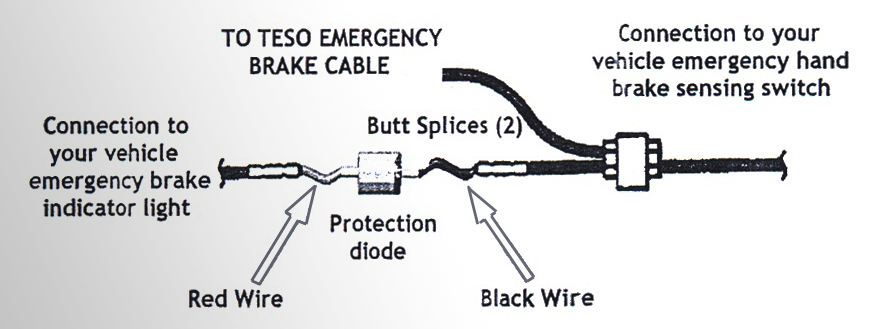 TO TESO EMERGENCY
BRAKE CABLE
Connection to your
vehicle emergency hand
brake sensing switch
Connection to
your vehicle
emergency brake
indicator light
Butt Splices (2)
Protection
diode
Red Wire
Black Wire